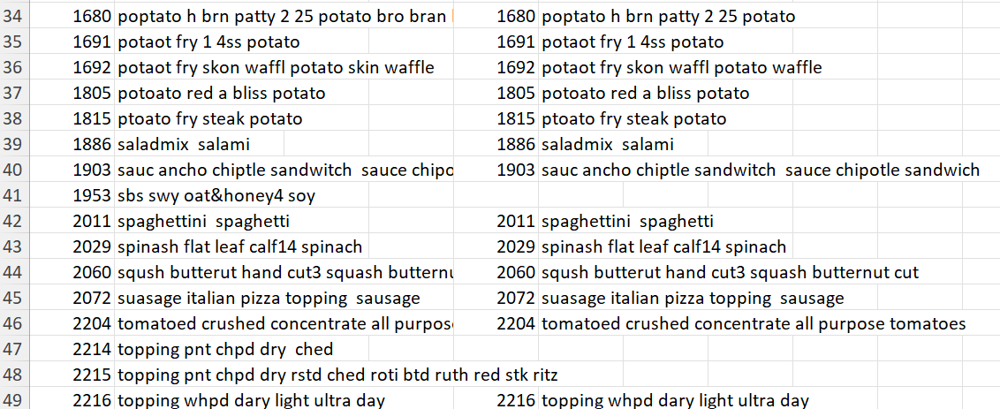 34 1680 poptato h brn patty 2 25 potato bro bran 1680 poptato h brn patty 2 25 potato
35 1691 potaot fry 1 4ss potato 1691 potaot fry 1 4ss potato
36 1692 potaot fry skon waffl potato skin waffle 1692 potaot fry skon waffl potato waffle
37 1805 potoato red a bliss potato 1805 potoato red a bliss potato
38 1815 ptoato fry steak potato 1815 ptoato fry steak potato
39 1886 saladmix  salami 1886 saladmix  salami
40 1903 sauc ancho chiptle sandwitch  sauce chipo 1903 sauc ancho chiptle sandwitch  sauce chipotle sandwich
41 1953 sbs swy oat&honey4 soy
42 2011 spaghettini  spaghetti 2011 spaghettini  spaghetti
43 2029 spinash flat leaf calf14 spinach 2029 spinash flat leaf calf14 spinach
44 2060 sqush butterut hand cut3 squash buttern 2060 sqush butterut hand cut3 squash butternut cut
45 2072 suasage italian pizza topping  sausage 2072 suasage italian pizza topping  sausage
46 2204 tomatoed crushed concentrate all purpos 2204 tomatoed crushed concentrate all purpose tomatoes
47 2214 topping pnt chpd dry  ched
48 2215 topping pnt chpd dry rstd ched roti btd ruth red stk ritz
49 2216 topping whpd dary light ultra day 2216 topping whpd dary light ultra day